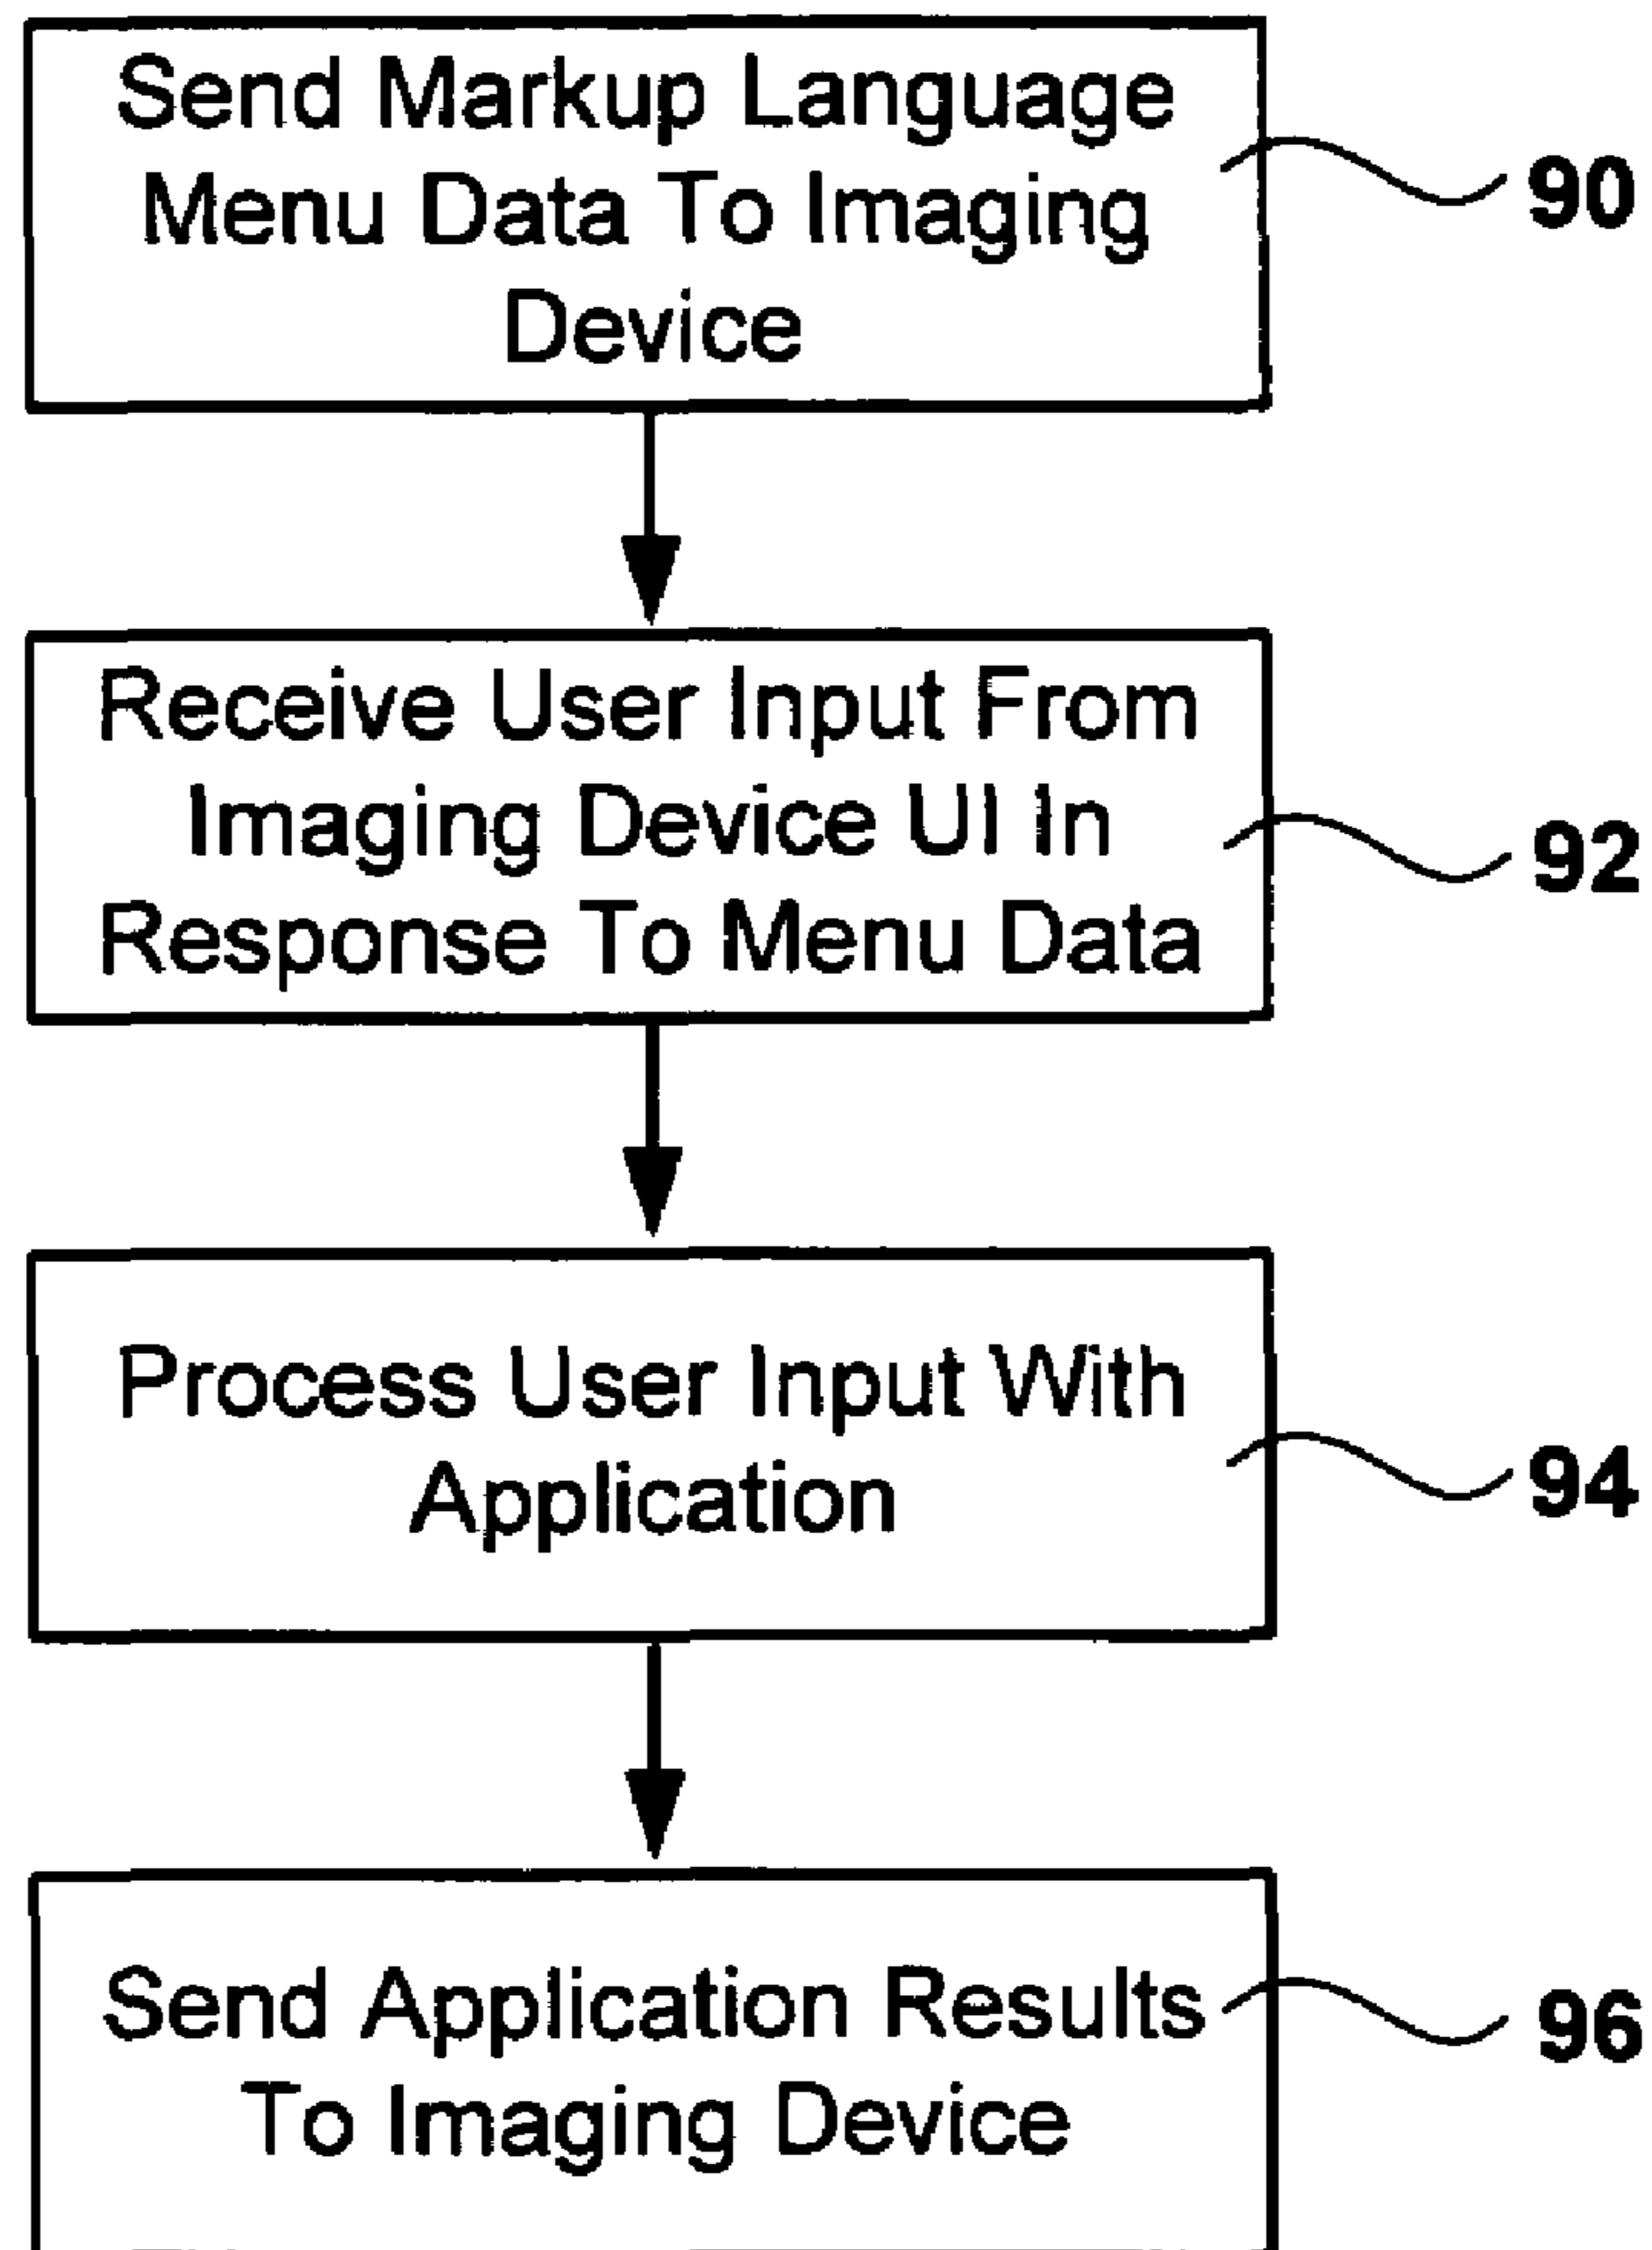 Send Markup Language
Menu Data To Imaging
Device
90
Receive User Input From
Imaging Device UI In
Response To Menu Data
92
Process User Input With
Application
94
Send Application Results
To Imaging Device
96